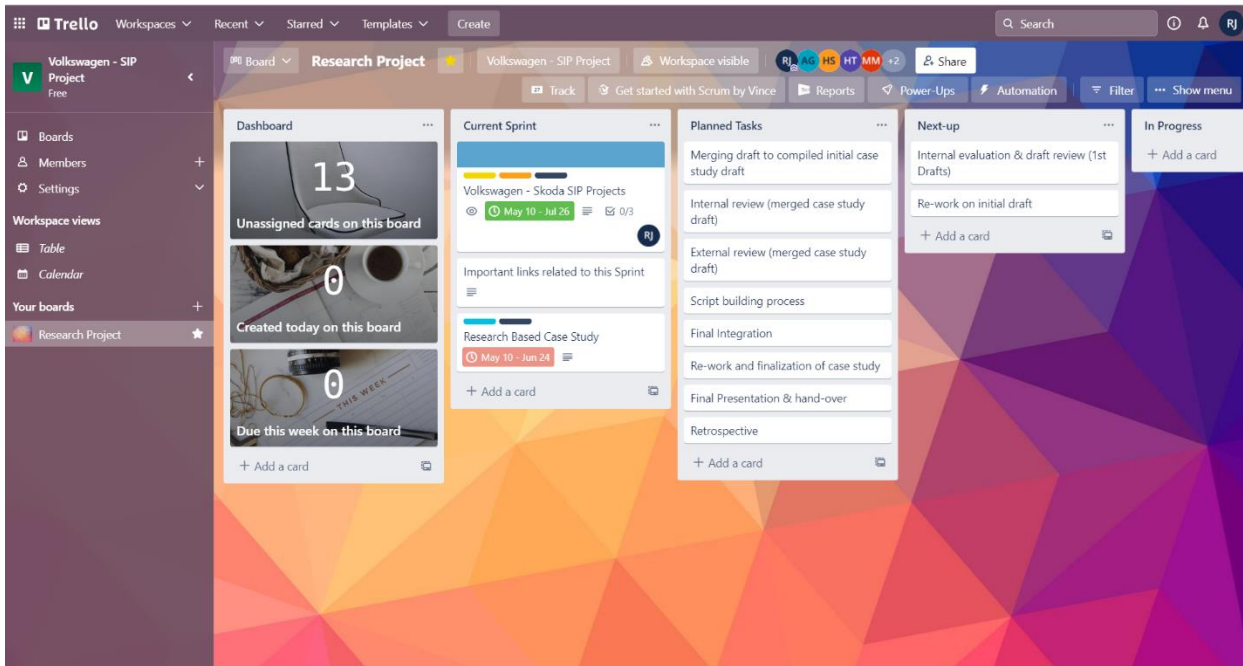 Trello Workspaces Recent Starred Templates Create Search RJ
V
Volkswagen - SIP
Project
Free
Boards
Members
Settings
Workspace views
Table
Calendar
Your boards
Research Project
Board Research Project Volkswagen - SIP Project Workspace visible RJ AG HS HT MM +2 Share
Track Get started with Scrum by Vince Reports Power-Ups Automation Filter Show menu
Dashboard
13
Unassigned cards on this board
0
Created today on this board
0
THIS WEEK
Due this week on this board
+ Add a card
Current Sprint
Volkswagen - Skoda SIP Projects
May 10 - Jul 26 0/3
RJ
Important links related to this Sprint
Research Based Case Study
May 10 - Jun 24
+ Add a card
Planned Tasks
Merging draft to compiled initial case
study draft
Internal review (merged case study
draft)
External review (merged case study
draft)
Script building process
Final Integration
Re-work and finalization of case study
Final Presentation & hand-over
Retrospective
+ Add a card
Next-up
Internal evaluation & draft review (1st
Drafts)
Re-work on initial draft
+ Add a card
In Progress
+ Add a card